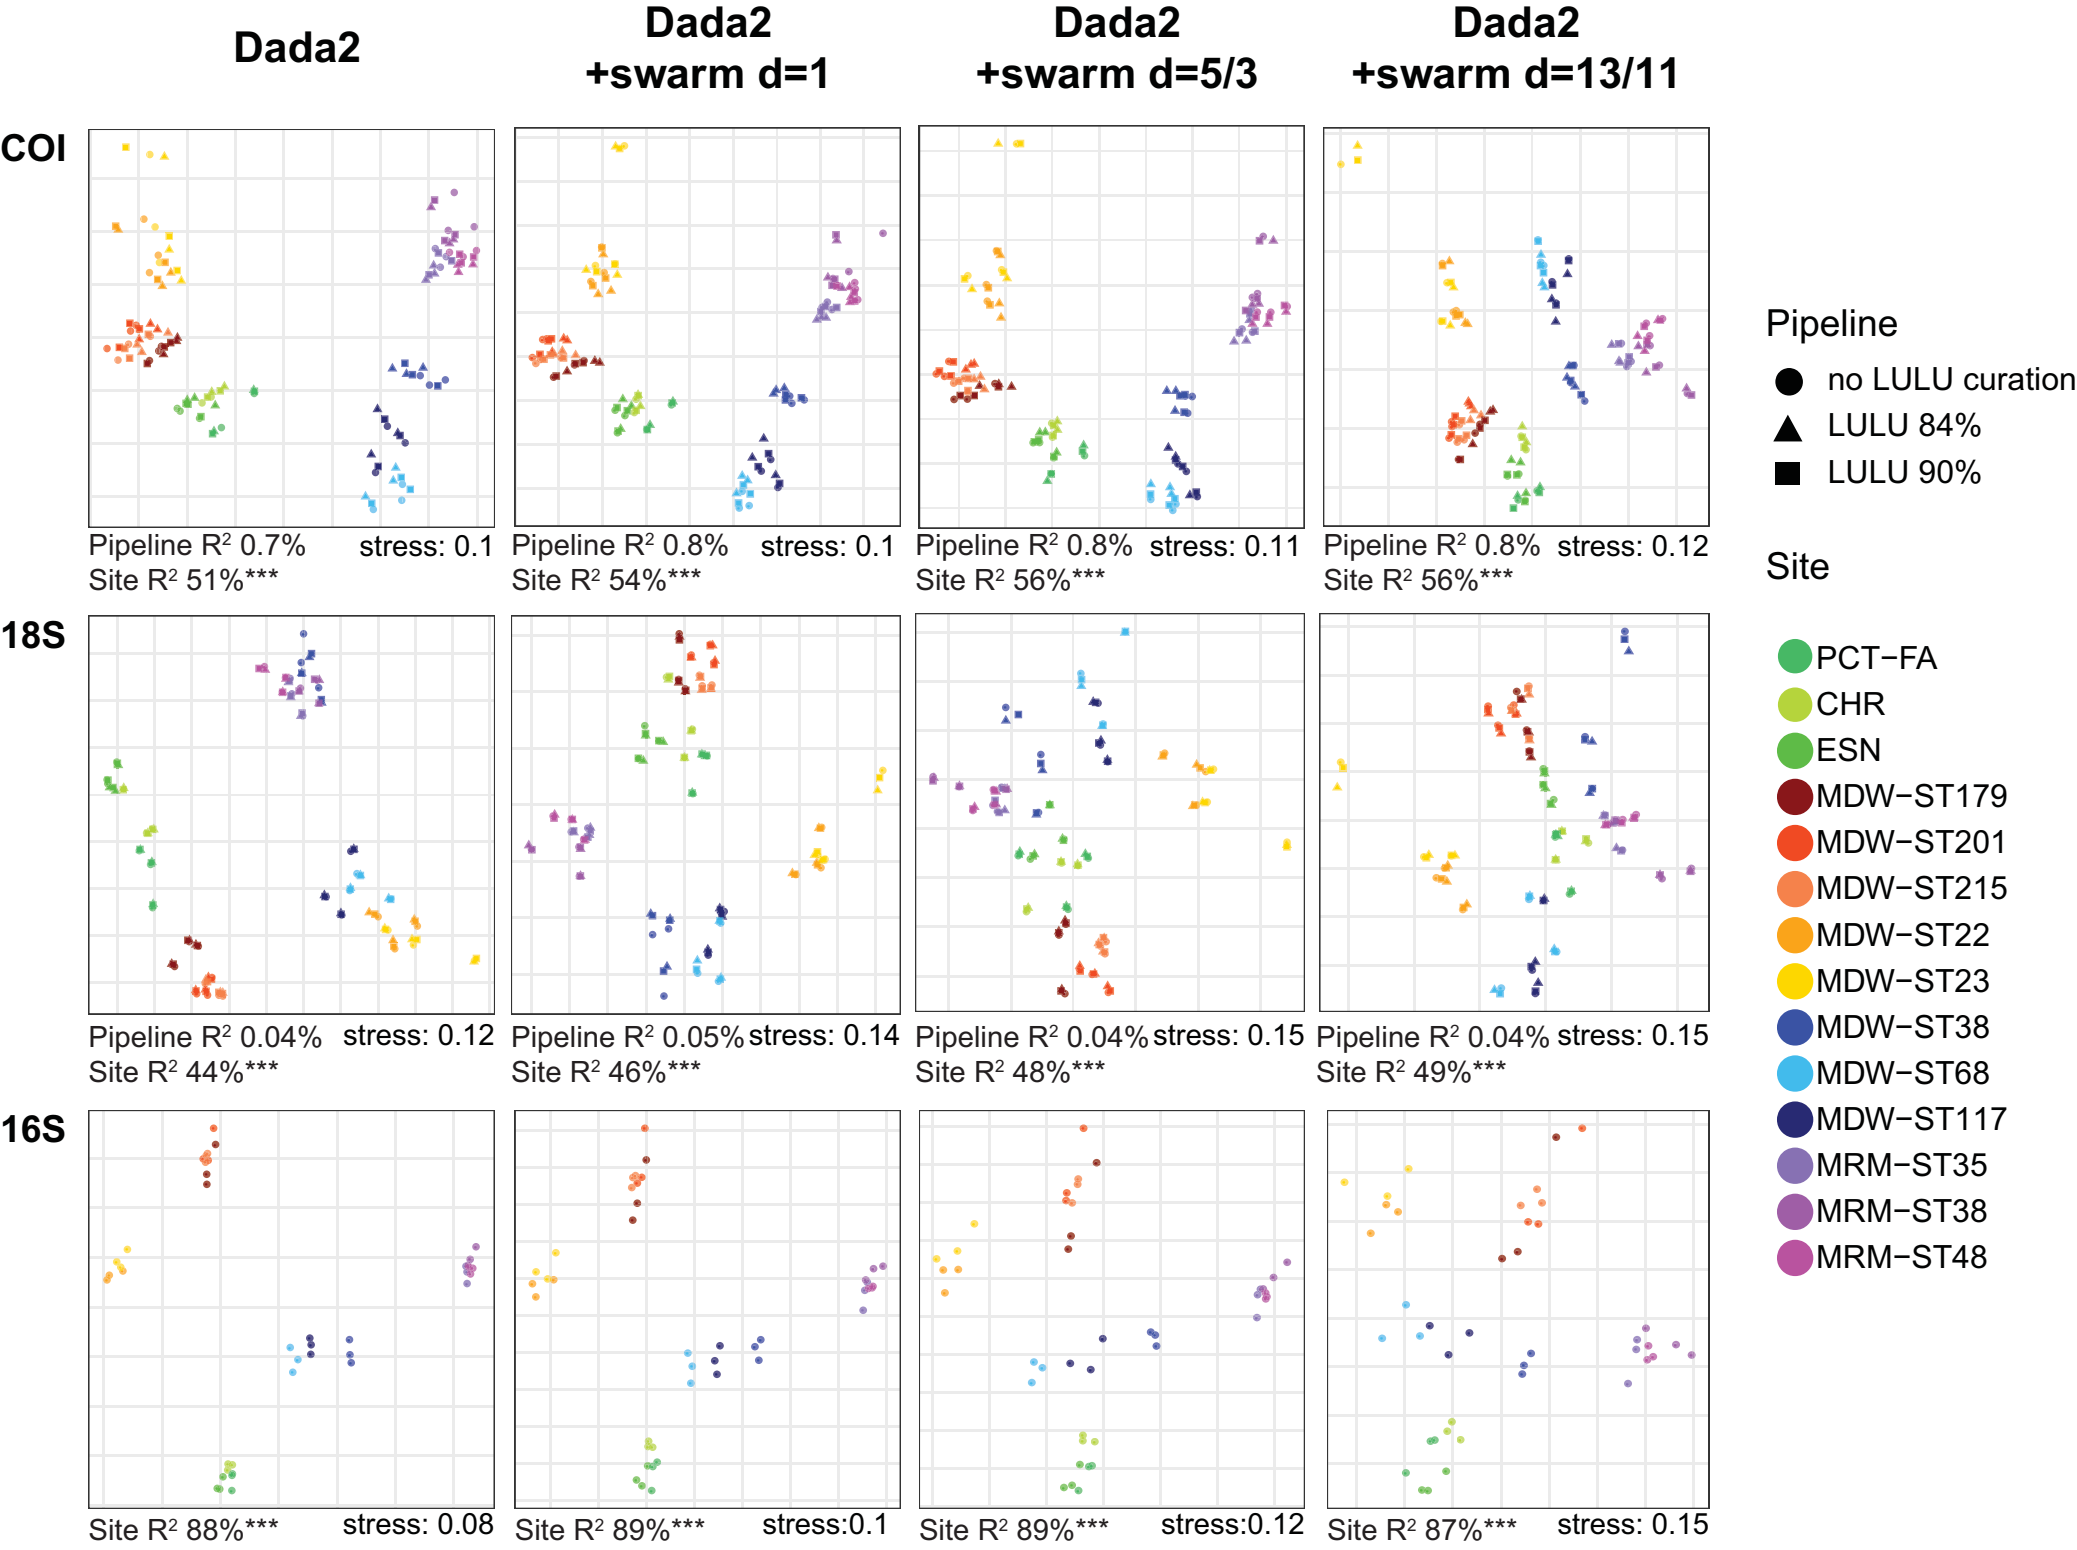 Dada2
Dada2
+swarm d=1
Dada2
+swarm d=5/3
Dada2
+swarm d=13/11
COI
Pipeline R² 0.7% stress: 0.1
Site R² 51%***
Pipeline R² 0.8% stress: 0.1
Site R² 54%***
Pipeline R² 0.8% stress: 0.11
Site R² 56%***
Pipeline R² 0.8% stress: 0.12
Site R² 56%***
18S
Pipeline R² 0.04% stress: 0.12
Site R² 44%***
Pipeline R² 0.05% stress: 0.14
Site R² 46%***
Pipeline R² 0.04% stress: 0.15
Site R² 48%***
Pipeline R² 0.04% stress: 0.15
Site R² 49%***
16S
Site R² 88%*** stress: 0.08
Site R² 89%*** stress:0.1
Site R² 89%*** stress:0.12
Site R² 87%*** stress: 0.15
Pipeline
no LULU curation
LULU 84%
LULU 90%
Site
PCT−FA
CHR
ESN
MDW−ST179
MDW−ST201
MDW−ST215
MDW−ST22
MDW−ST23
MDW−ST38
MDW−ST68
MDW−ST117
MRM−ST35
MRM−ST38
MRM−ST48